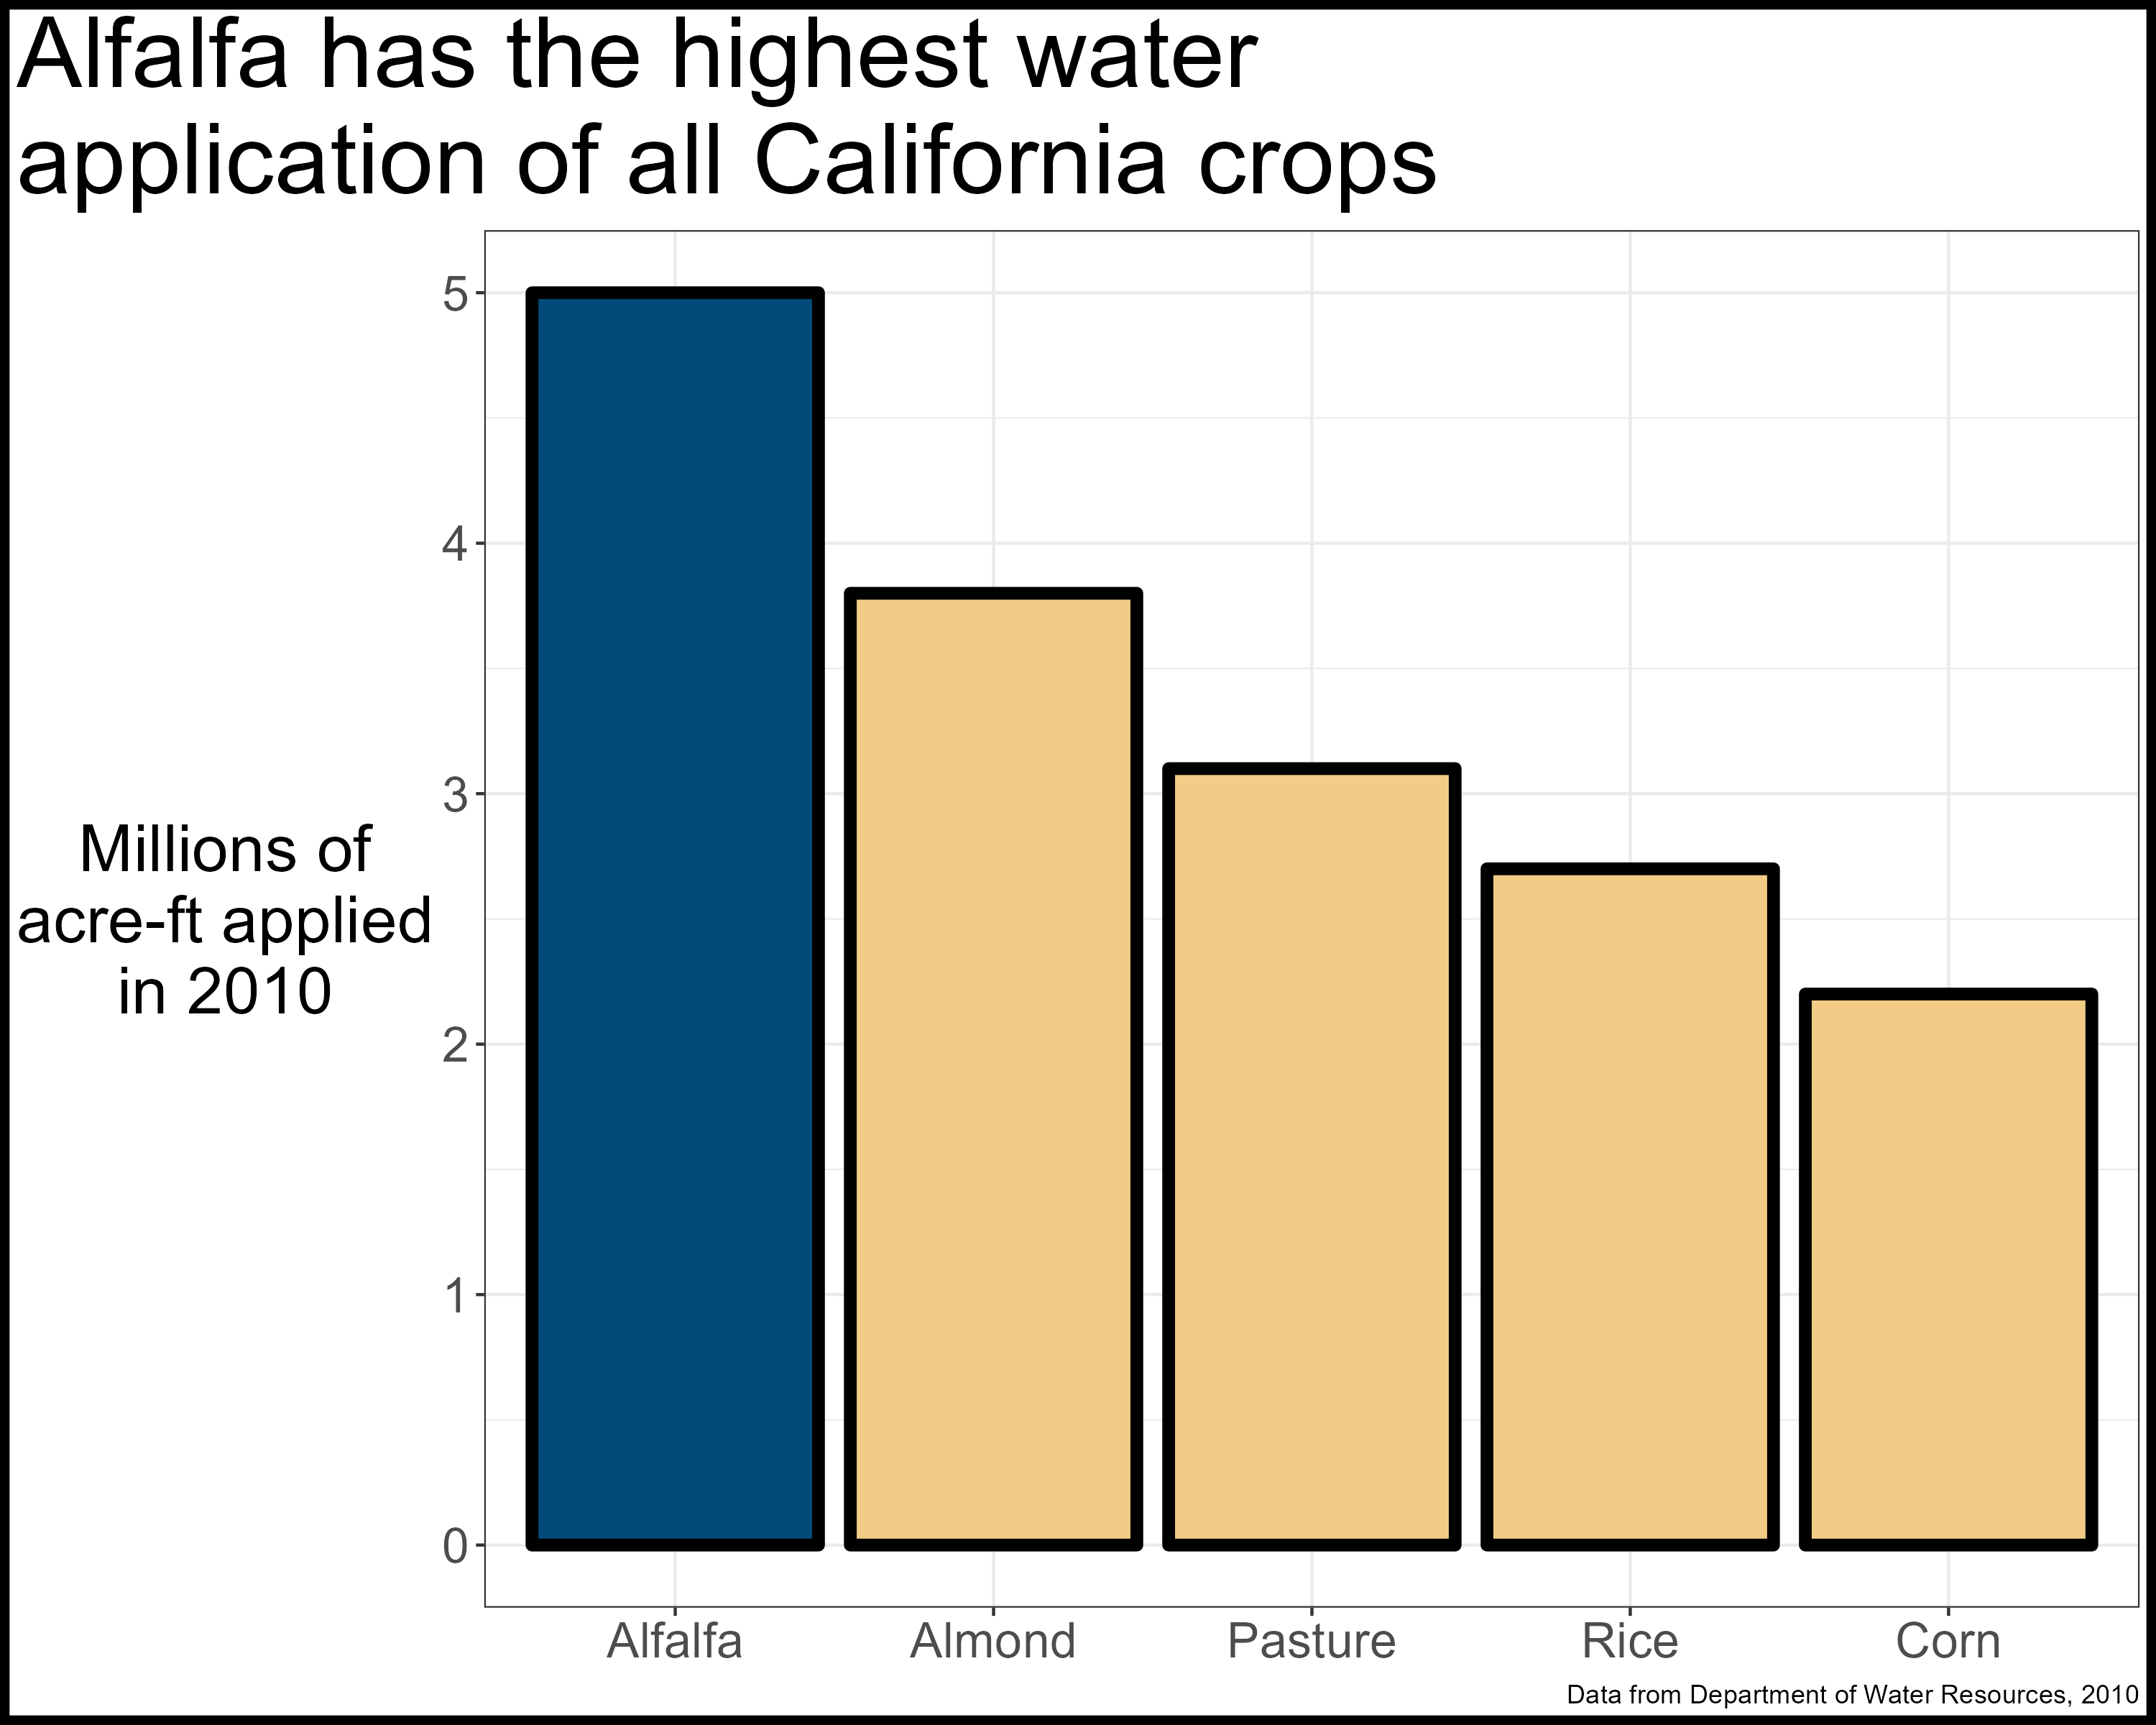 Alfalfa has the highest water
application of all California crops
5
4
3
2
1
0
Millions of
acre-ft applied
in 2010
Alfalfa Almond Pasture Rice Corn
Data from Department of Water Resources, 2010